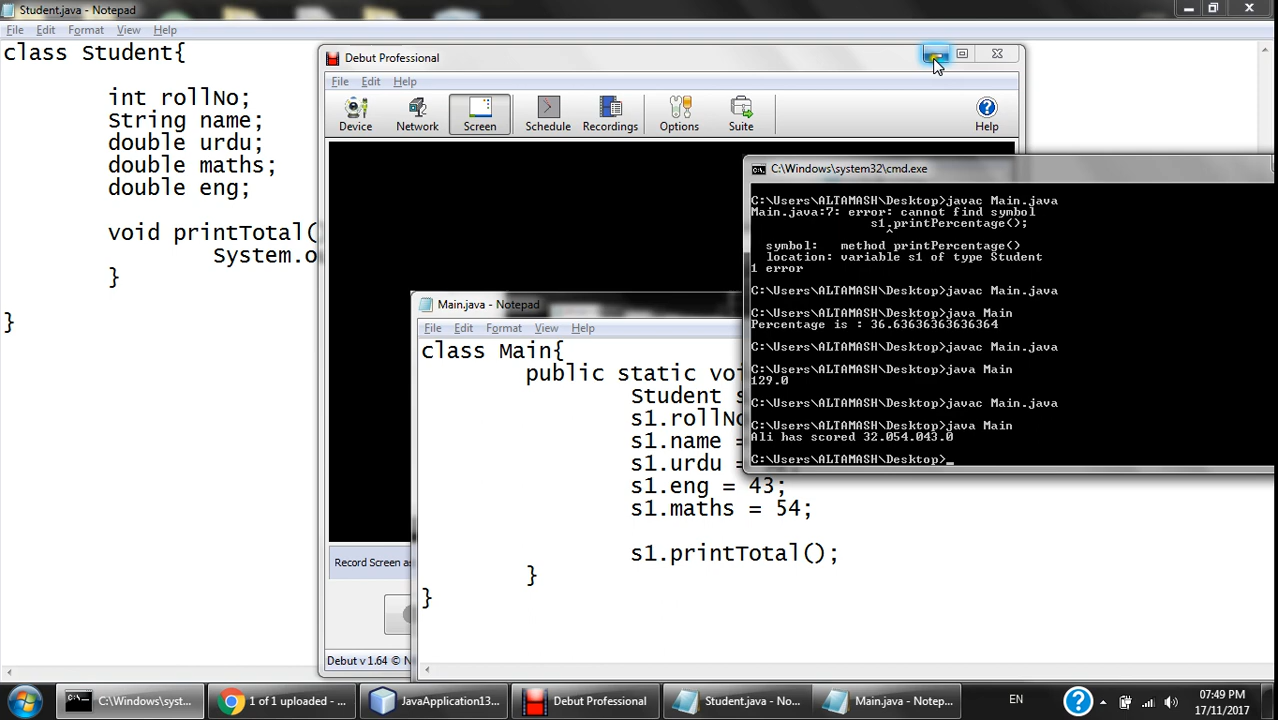 Student.java - Notepad
File Edit Format View Help
class Student{
int rollNo;
String name;
double urdu;
double maths;
double eng;
void printTotal(
System.o
}
}
Debut Professional
File Edit Help
Device Network Screen Schedule Recordings Options Suite Help
Record Screen as
Debut v 1.64 © N
C:\Windows\system32\cmd.exe
C:\Users\ALTAMASH\Desktop>javac Main.java
Main.java:7: error: cannot find symbol
s1.printPercentage();
^
symbol: method printPercentage()
location: variable s1 of type Student
1 error
C:\Users\ALTAMASH\Desktop>javac Main.java
C:\Users\ALTAMASH\Desktop>java Main
Percentage is : 36.63636363636364
C:\Users\ALTAMASH\Desktop>javac Main.java
C:\Users\ALTAMASH\Desktop>java Main
129.0
C:\Users\ALTAMASH\Desktop>javac Main.java
C:\Users\ALTAMASH\Desktop>java Main
Ali has scored 32.054.043.0
C:\Users\ALTAMASH\Desktop>_
Main.java - Notepad
File Edit Format View Help
class Main{
public static voi
Student s
s1.rollNo
s1.name =
s1.urdu =
s1.eng = 43;
s1.maths = 54;
s1.printTotal();
}
}
C:\Windows\syst... 1 of 1 uploaded - ... JavaApplication13... Debut Professional Student.java - No... Main.java - Notep... EN 07:49 PM
17/11/2017